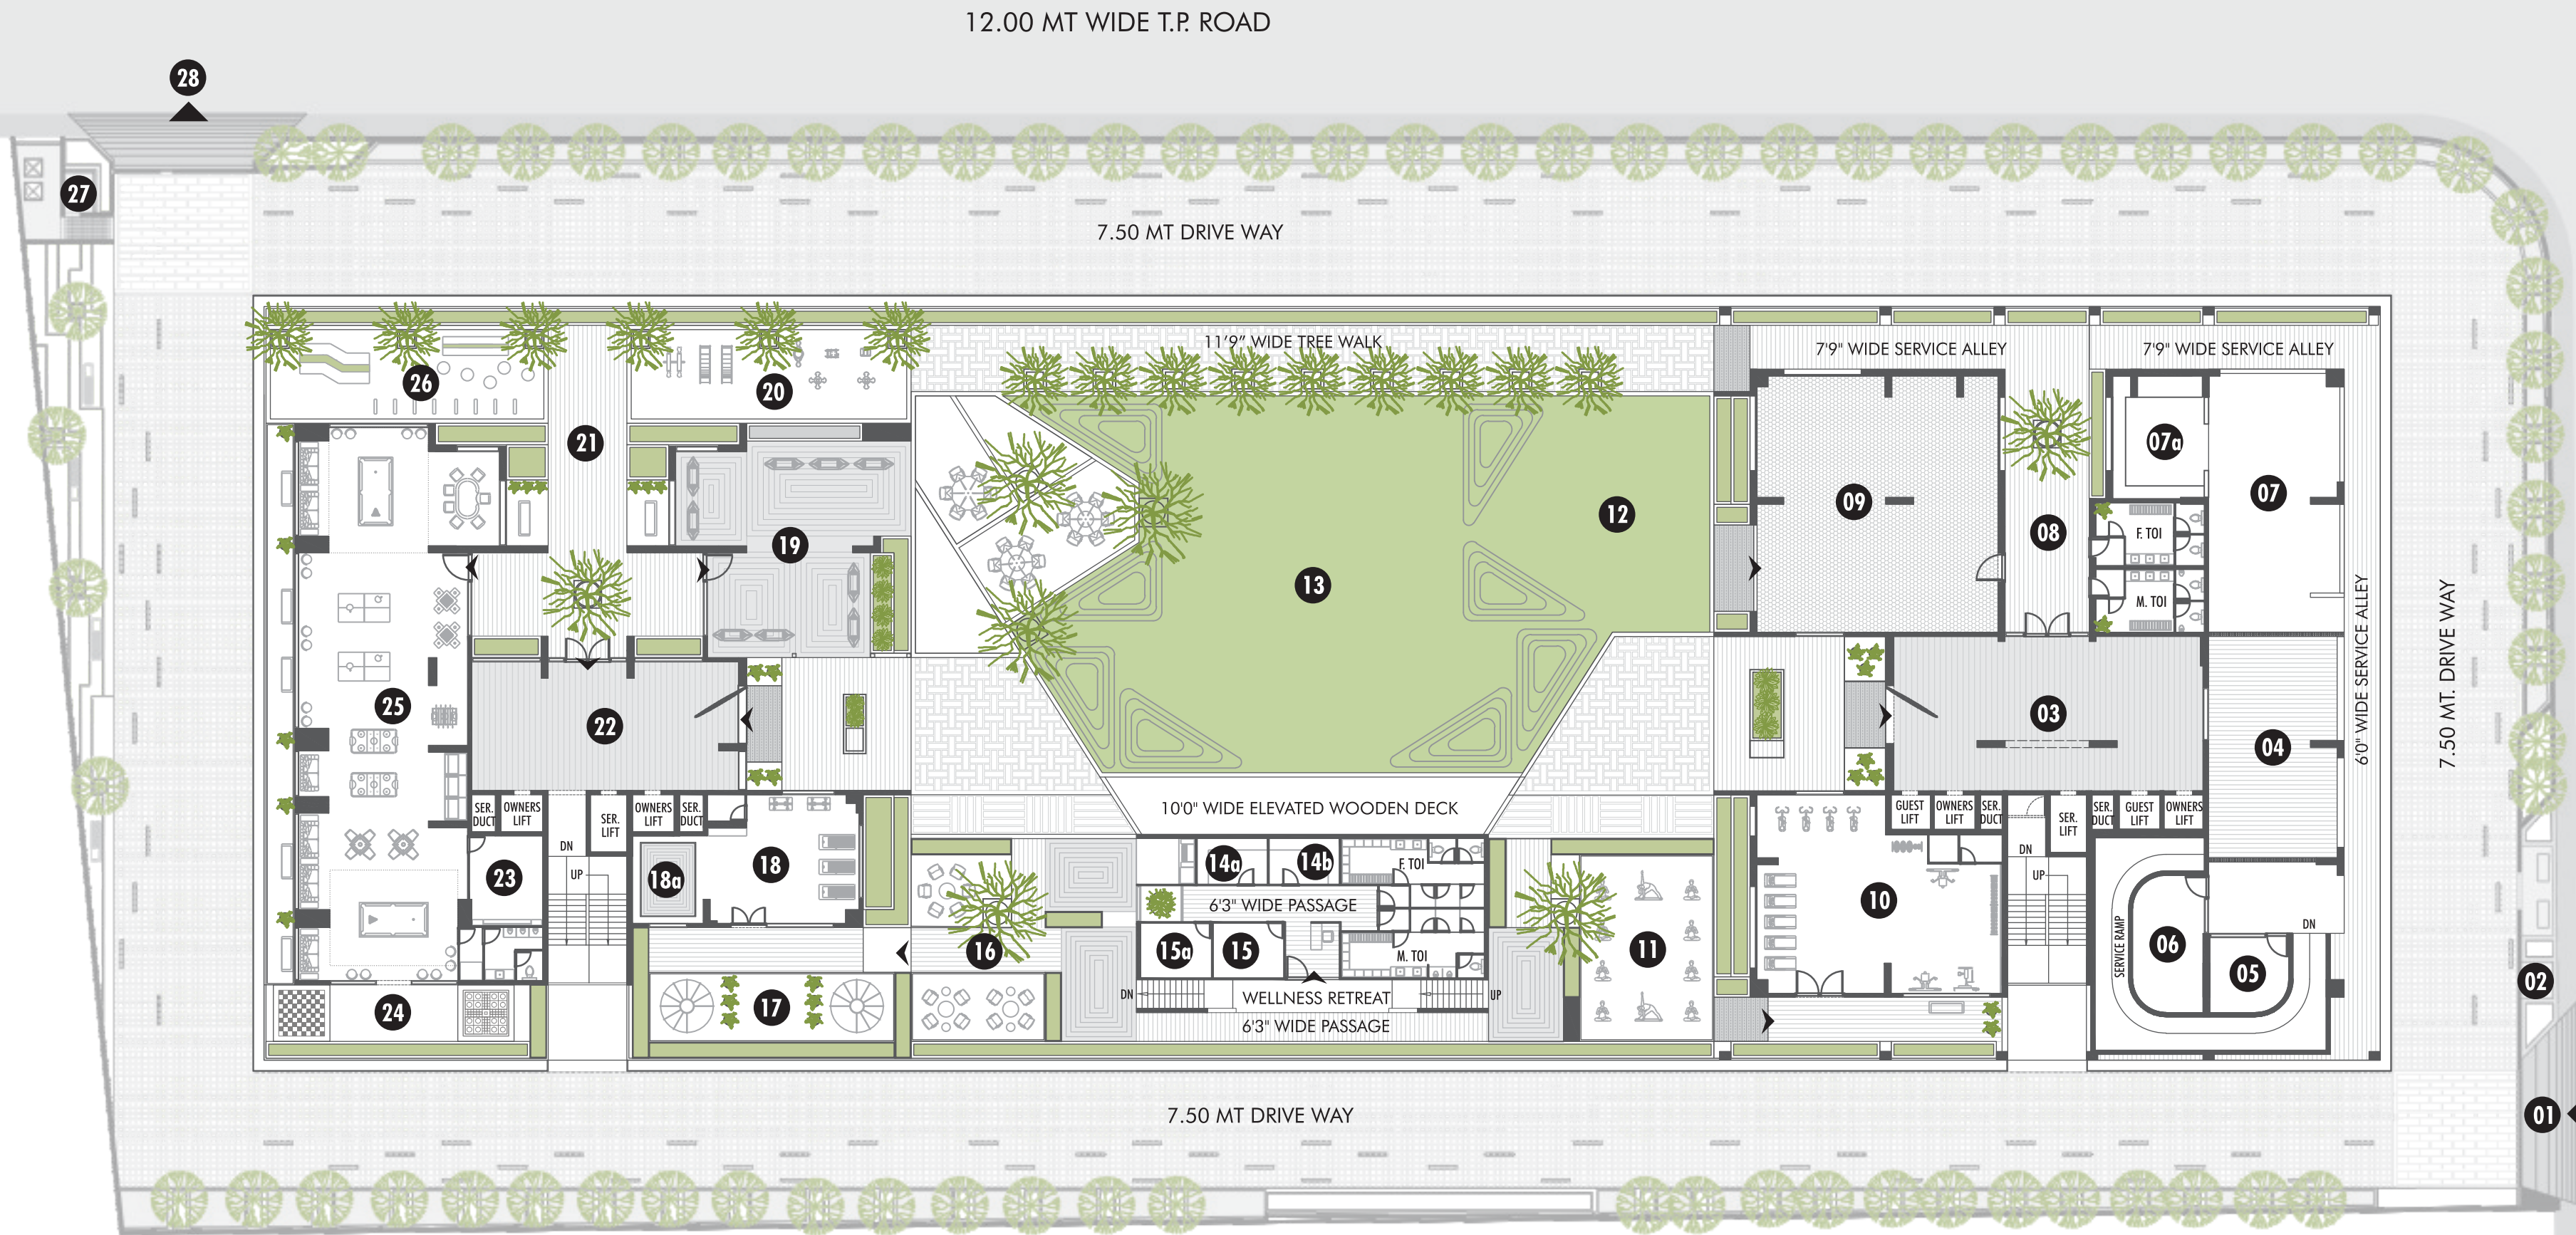 12.00 MT WIDE T.P. ROAD
28
27
7.50 MT DRIVE WAY
11'9" WIDE TREE WALK
7'9" WIDE SERVICE ALLEY
7'9" WIDE SERVICE ALLEY
26
20
21
07a
07
09
12
19
08
F. TOI
13
M. TOI
6'0" WIDE SERVICE ALLEY
7.50 MT. DRIVE WAY
25
22
03
04
SER. DUCT
OWNERS LIFT
SER. LIFT
OWNERS LIFT
SER. DUCT
10'0" WIDE ELEVATED WOODEN DECK
GUEST LIFT
OWNERS LIFT
SER. DUCT
SER. LIFT
SER. DUCT
GUEST LIFT
OWNERS LIFT
DN
UP
DN
UP
23
18a
18
14a
14b
F. TOI
6'3" WIDE PASSAGE
10
DN
16
15a
15
M. TOI
11
SERVICE RAMP
06
05
02
24
17
DN
WELLNESS RETREAT
UP
6'3" WIDE PASSAGE
7.50 MT DRIVE WAY
01